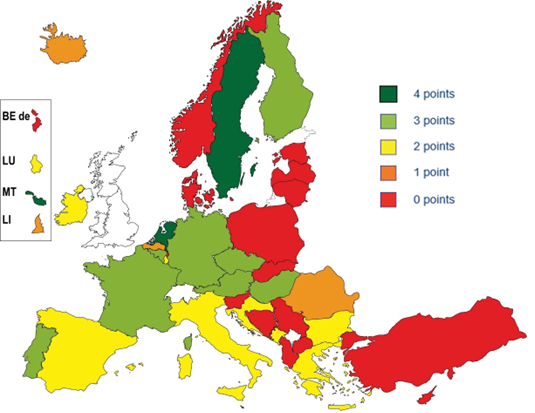 BE de
LU
MT
LI
4 points
3 points
2 points
1 point
0 points